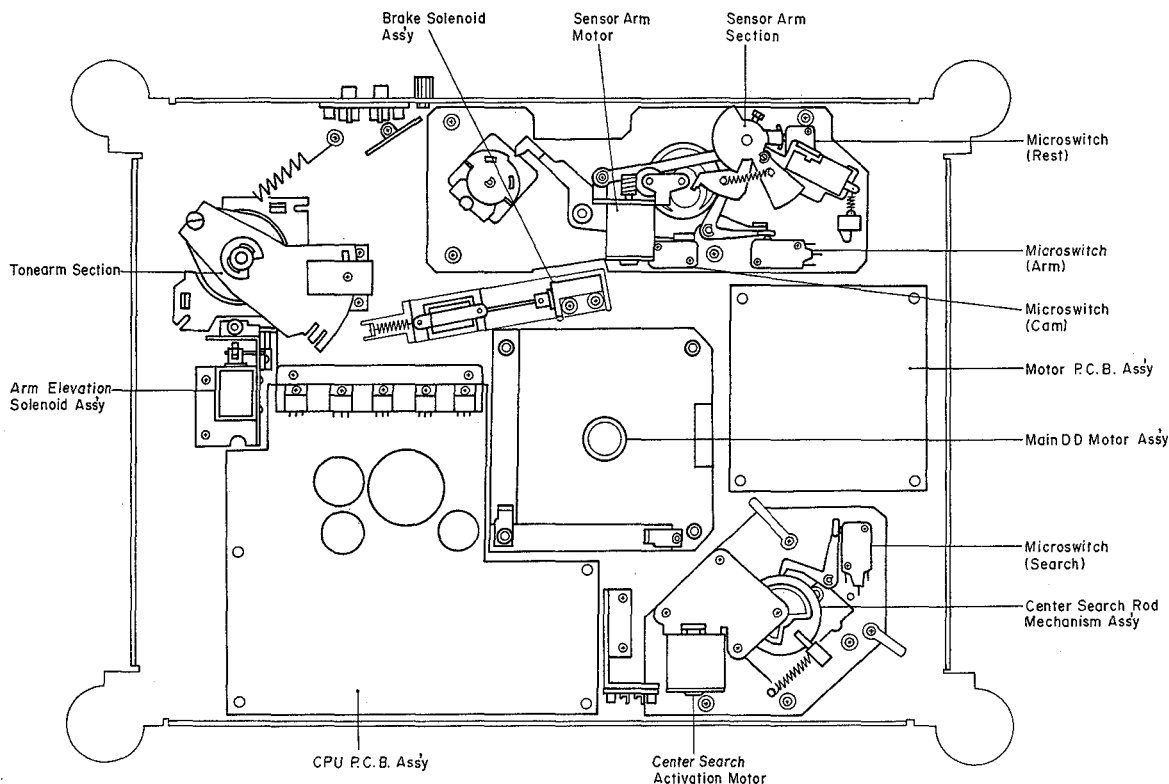 Brake Solenoid
Ass'y
Sensor Arm
Motor
Sensor Arm
Section
Microswitch
(Rest)
Tonearm Section
Microswitch
(Arm)
Microswitch
(Cam)
Arm Elevation
Solenoid Ass'y
Motor P.C.B. Ass'y
Main DD Motor Ass'y
Microswitch
(Search)
Center Search Rod
Mechanism Ass'y
CPU P.C.B. Ass'y
Center Search
Activation Motor